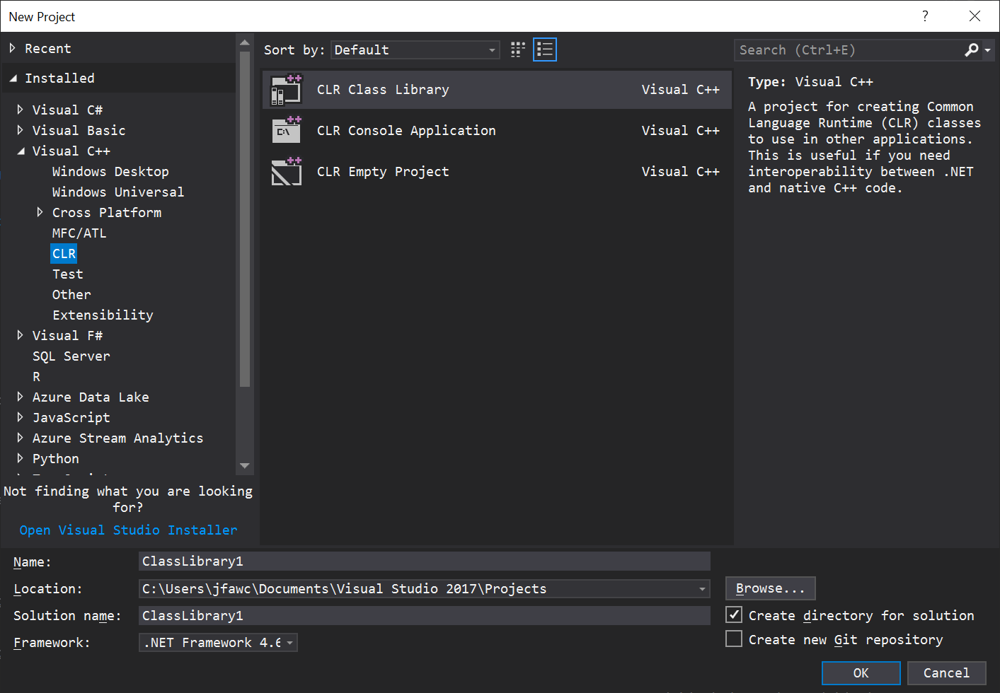 New Project
?
Recent
Installed
Visual C#
Visual Basic
Visual C++
Windows Desktop
Windows Universal
Cross Platform
MFC/ATL
CLR
Test
Other
Extensibility
Visual F#
SQL Server
R
Azure Data Lake
JavaScript
Azure Stream Analytics
Python
Not finding what you are looking
for?
Open Visual Studio Installer
Sort by: Default
CLR Class Library Visual C++
CLR Console Application Visual C++
CLR Empty Project Visual C++
Search (Ctrl+E)
Type: Visual C++
A project for creating Common
Language Runtime (CLR) classes
to use in other applications.
This is useful if you need
interoperability between .NET
and native C++ code.
Name: ClassLibrary1
Location: C:\Users\jfawc\Documents\Visual Studio 2017\Projects
Browse...
Solution name: ClassLibrary1
Create directory for solution
Framework: .NET Framework 4.6
Create new Git repository
OK Cancel